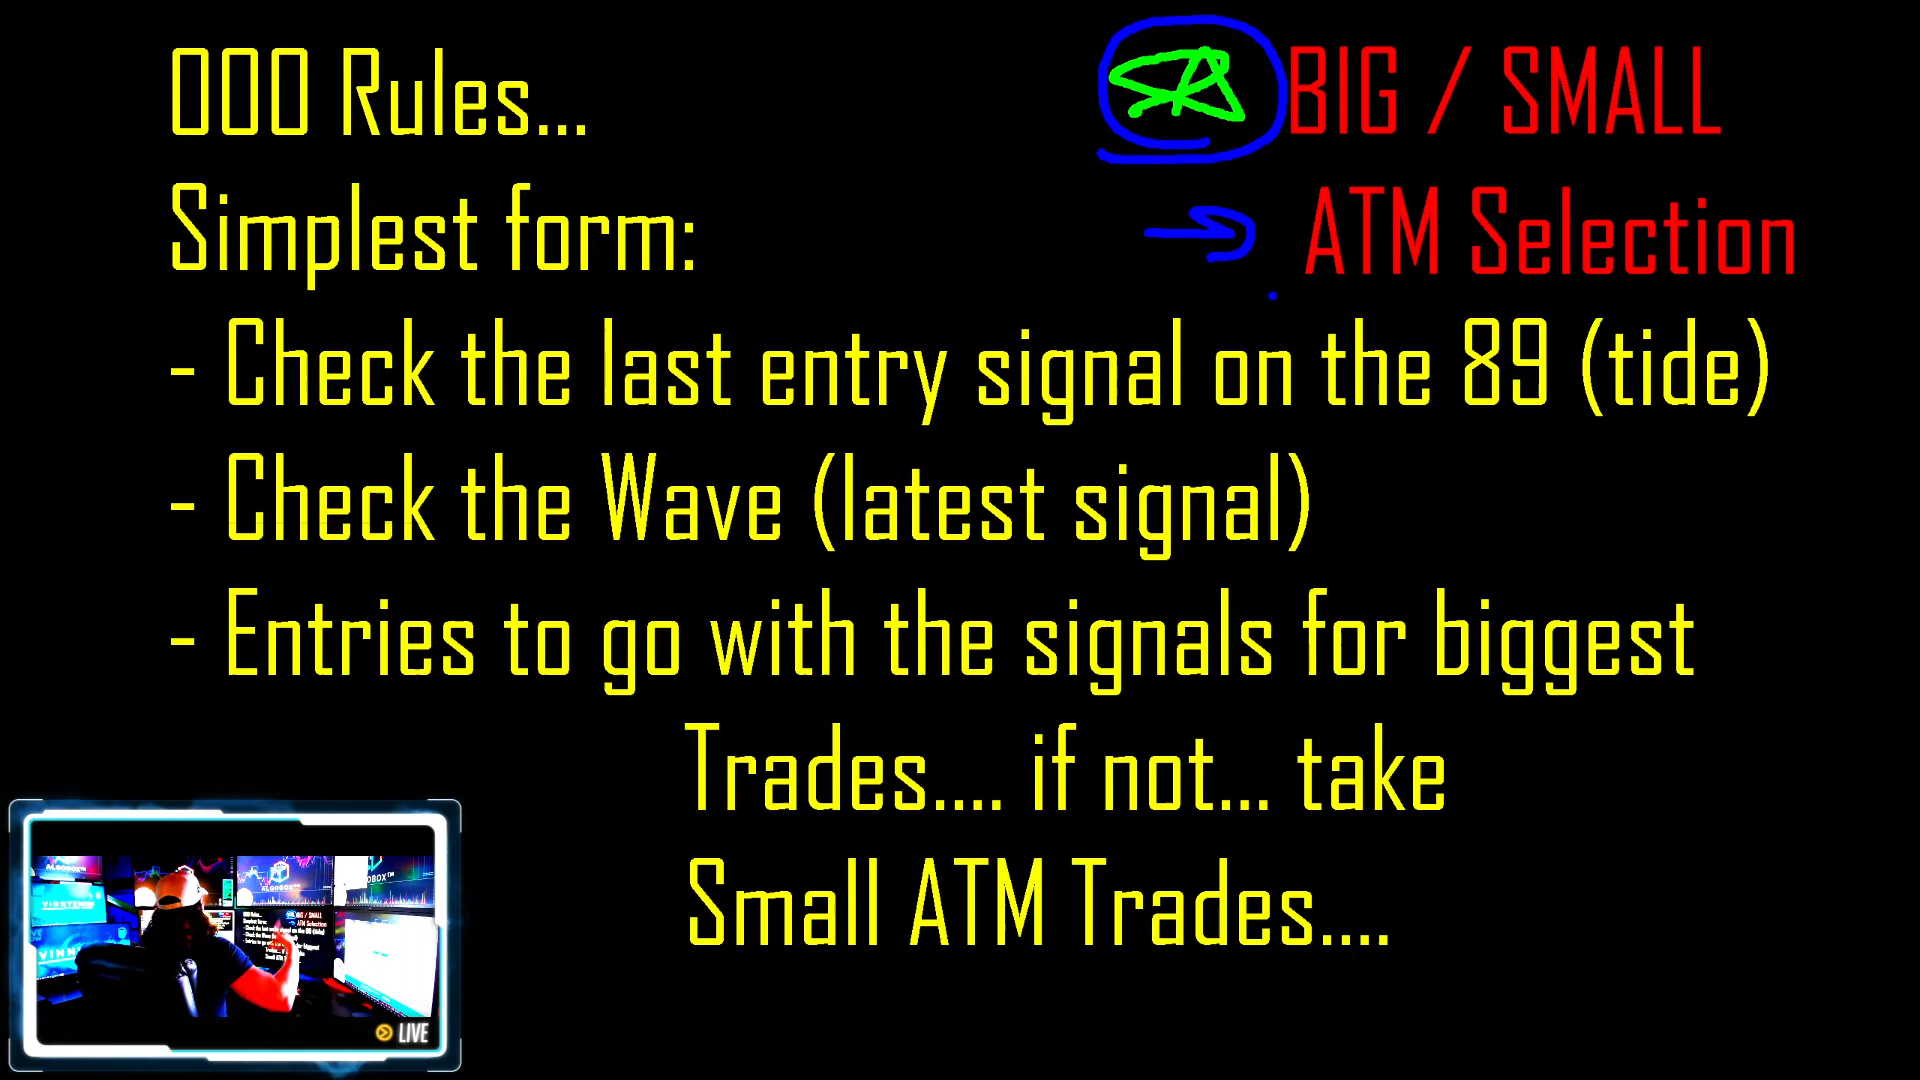 000 Rules...
BIG / SMALL
Simplest form:
ATM Selection
- Check the last entry signal on the 89 (tide)
- Check the Wave (latest signal)
- Entries to go with the signals for biggest
Trades.... if not... take
Small ATM Trades....
LIVE